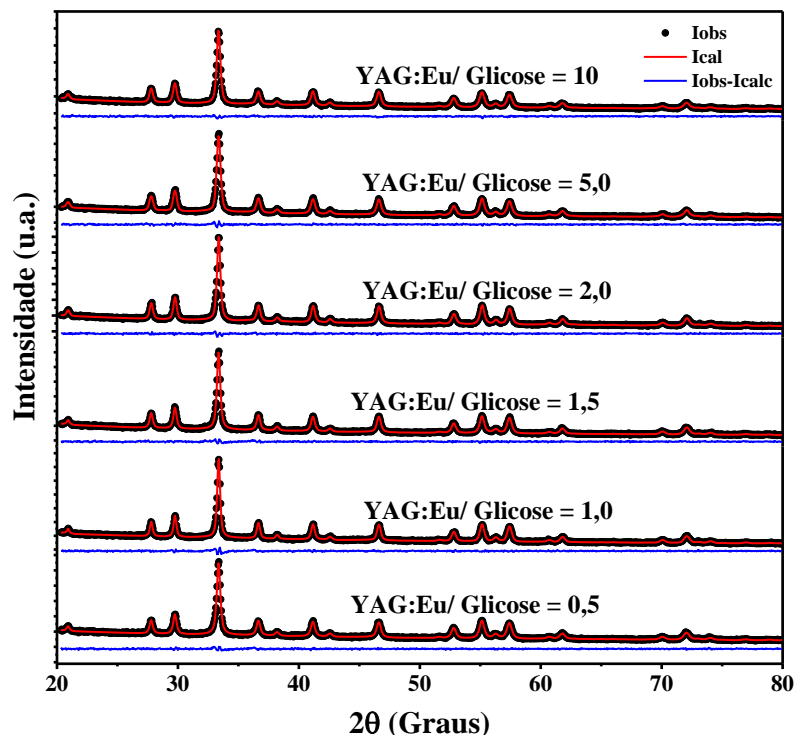 Iobs
Ical
Iobs-Icalc
YAG:Eu/ Glicose = 10
YAG:Eu/ Glicose = 5,0
YAG:Eu/ Glicose = 2,0
YAG:Eu/ Glicose = 1,5
YAG:Eu/ Glicose = 1,0
YAG:Eu/ Glicose = 0,5
Intensidade (u.a.)
20 30 40 50 60 70 80
2θ (Graus)